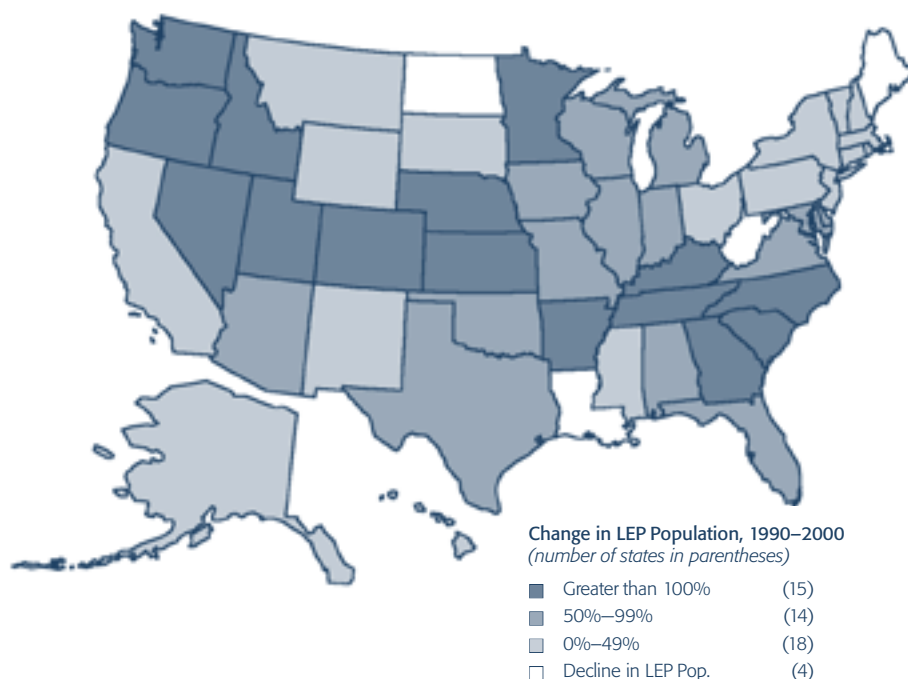 Change in LEP Population, 1990–2000
(number of states in parentheses)
Greater than 100% (15)
50%–99% (14)
0%–49% (18)
Decline in LEP Pop. (4)